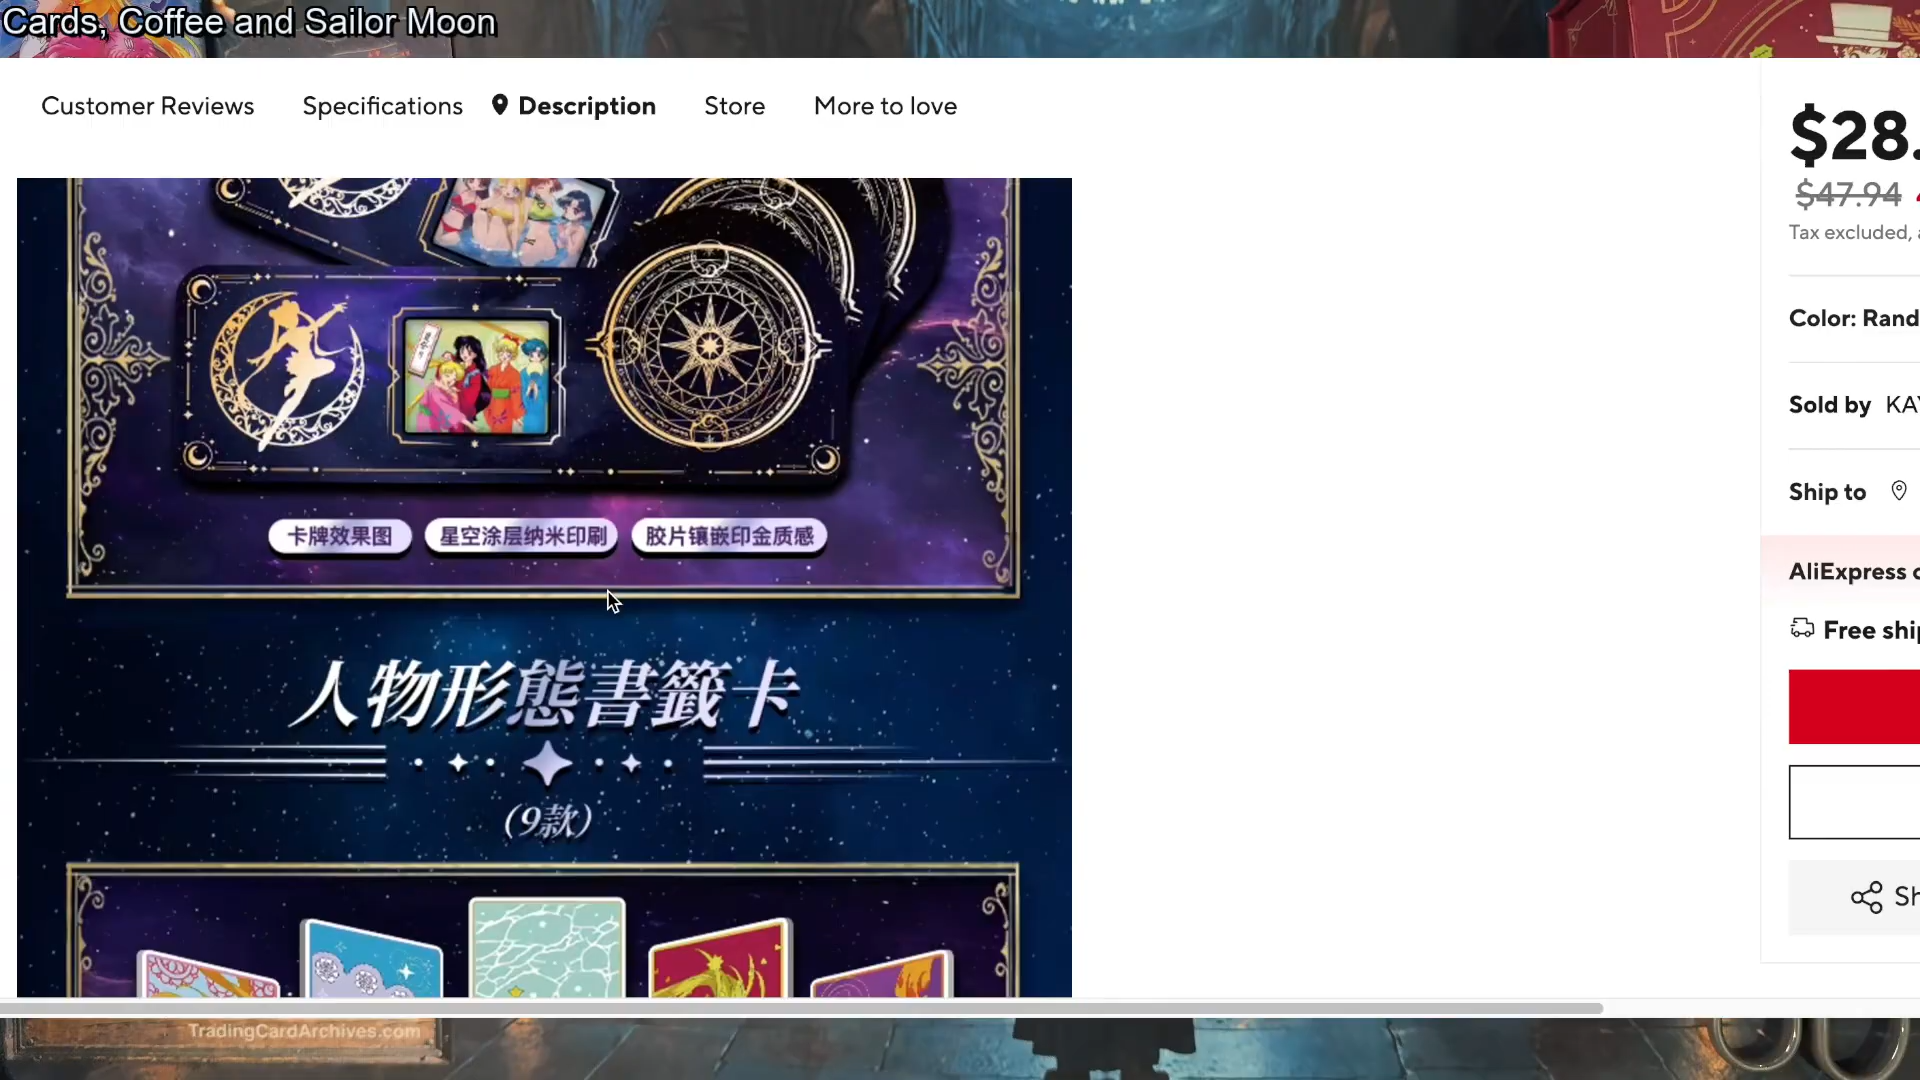 Cards, Coffee and Sailor Moon
Customer Reviews
Specifications
Description
Store
More to love
$28.
$47.94
Tax excluded,
Color: Rand
Sold by KAY
Ship to
AliExpress
Free ship
Sh
卡牌效果图
星空涂层纳米印刷
胶片镶嵌印金质感
人物形態書籤卡
(9款)
TradingCardArchives.com